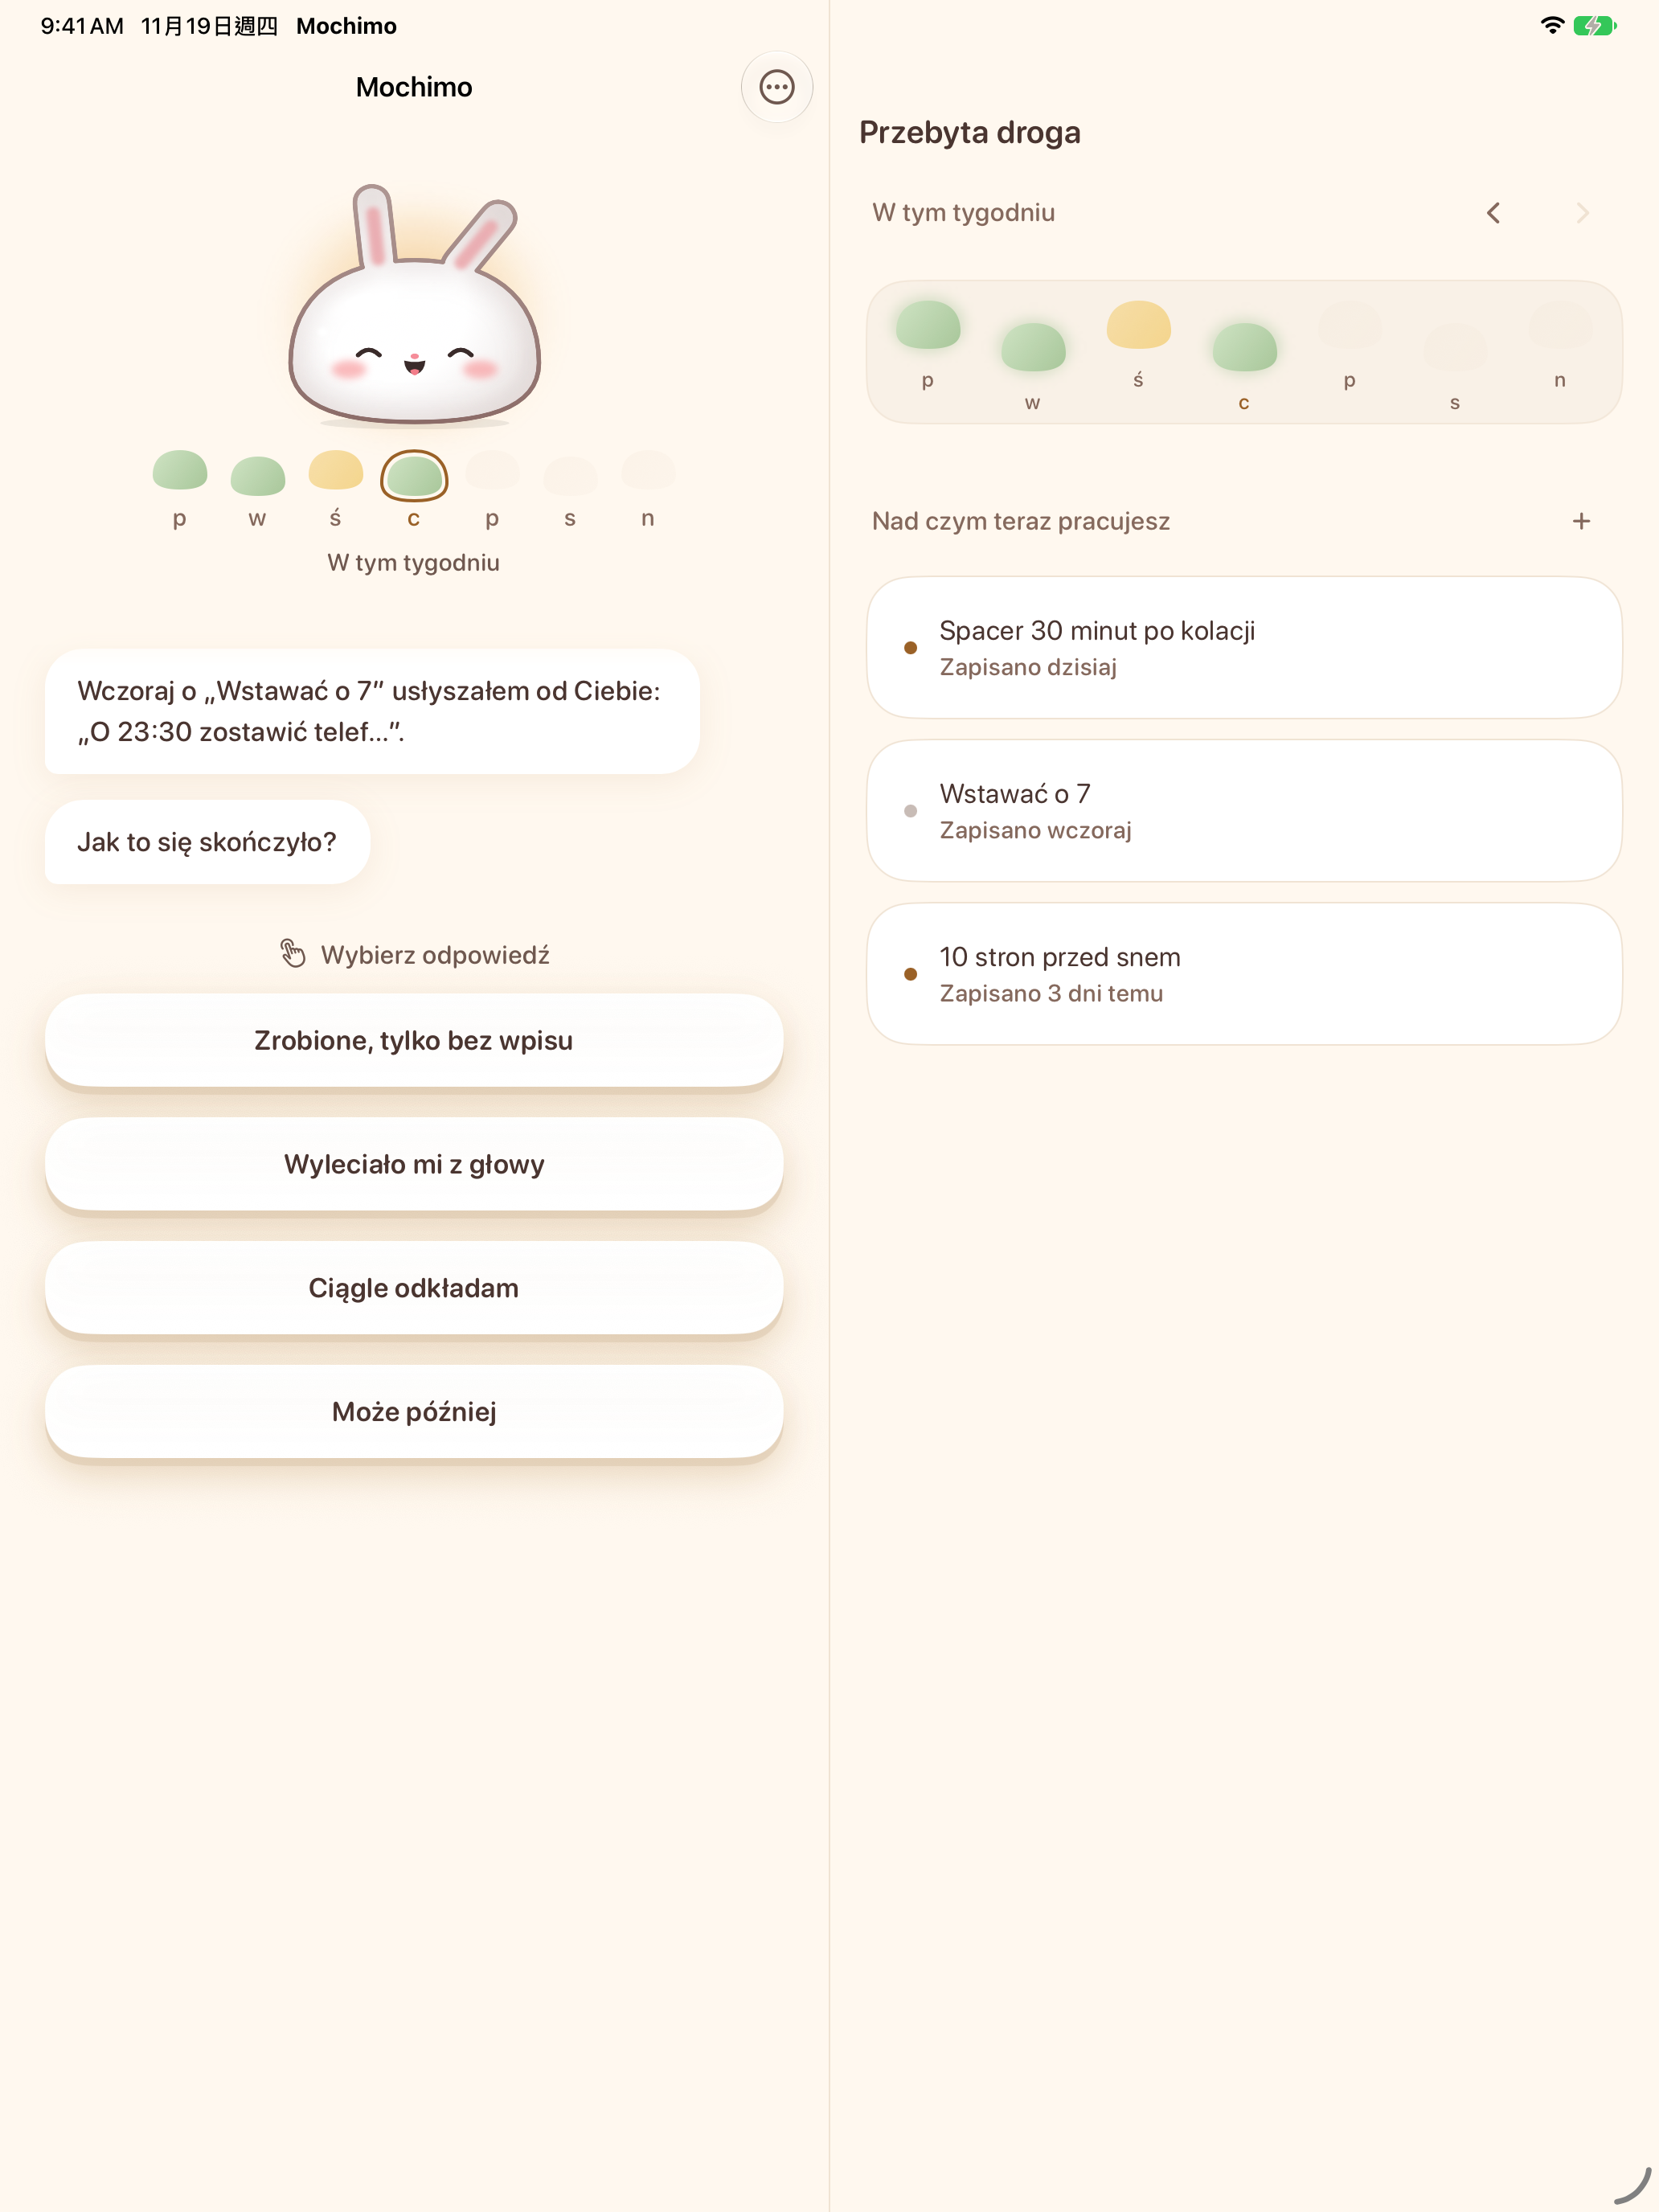 9:41 AM 11月19日週四 Mochimo
Mochimo
p w ś c p s n
W tym tygodniu
Wczoraj o „Wstawać o 7” usłyszałem od Ciebie:
„O 23:30 zostawić telef...”.
Jak to się skończyło?
Wybierz odpowiedź
Zrobione, tylko bez wpisu
Wyleciało mi z głowy
Ciągle odkładam
Może później
Przebyta droga
W tym tygodniu
p w ś c p s n
Nad czym teraz pracujesz
Spacer 30 minut po kolacji
Zapisano dzisiaj
Wstawać o 7
Zapisano wczoraj
10 stron przed snem
Zapisano 3 dni temu